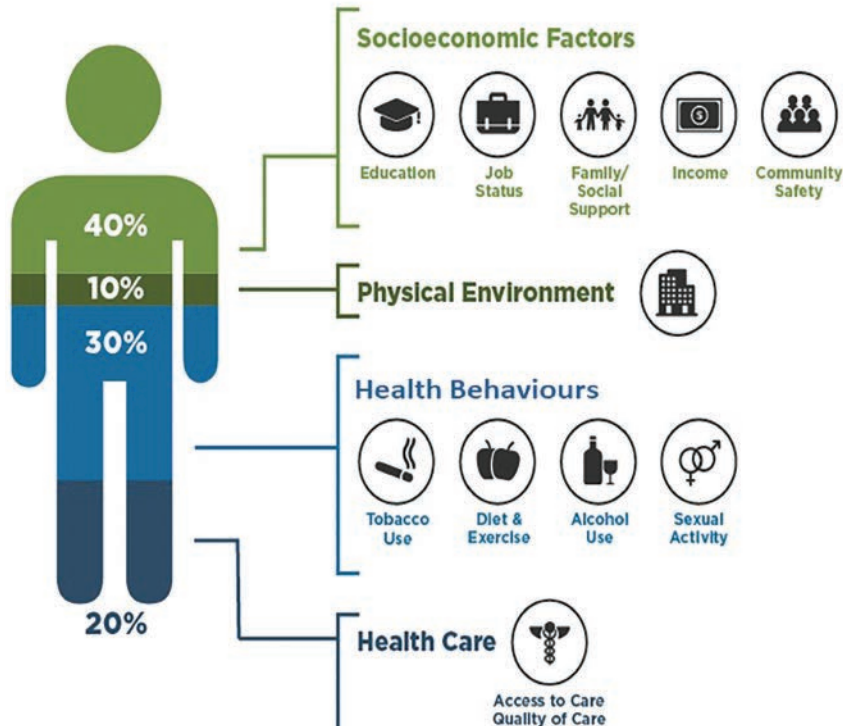 Socioeconomic Factors
Education
Job
Status
Family/
Social
Support
Income
Community
Safety
40%
10%
Physical Environment
30%
Health Behaviours
Tobacco
Use
Diet &
Exercise
Alcohol
Use
Sexual
Activity
20%
Health Care
Access to Care
Quality of Care